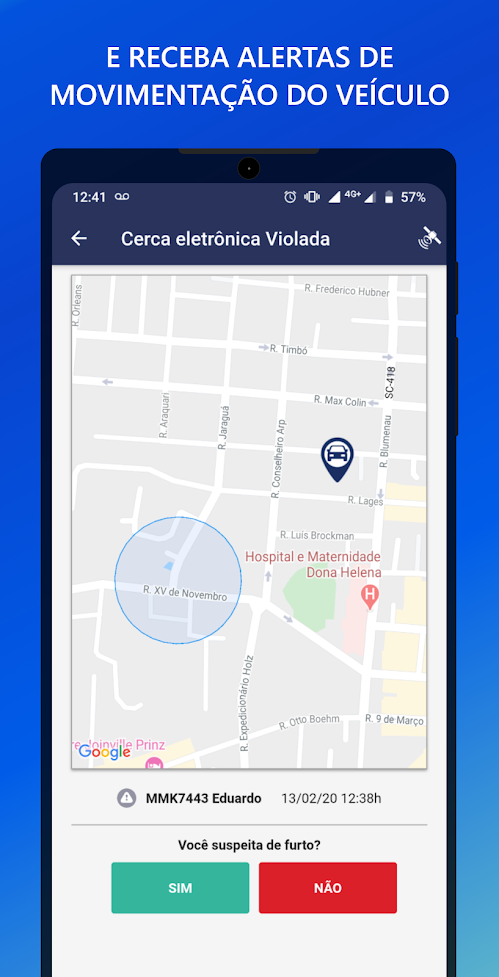 E RECEBA ALERTAS DE
MOVIMENTAÇÃO DO VEÍCULO
12:41
4G+
57%
Cerca eletrônica Violada
R. Orleans
R. Frederico Hubner
R. Timbó
SC-418
R. Max Colin
R. Araquari
R. Jaraguá
R. Conselheiro Arp
R. Blumenau
R. Lages
R. Luis Brockman
Hospital e Maternidade
Dona Helena
H
R. XV de Novembro
R. Expedicionário Holz
R. Otto Boehm
R. 9 de Março
re Joinville Prinz
Google
MMK7443 Eduardo 13/02/20 12:38h
Você suspeita de furto?
SIM
NÃO